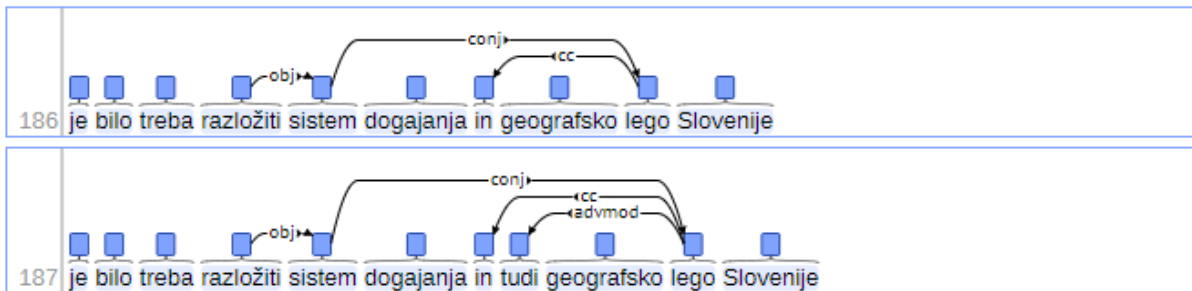 conj
cc
obj
186 je bilo treba razložiti sistem dogajanja in geografsko lego Slovenije
conj
cc
advmod
obj
187 je bilo treba razložiti sistem dogajanja in tudi geografsko lego Slovenije